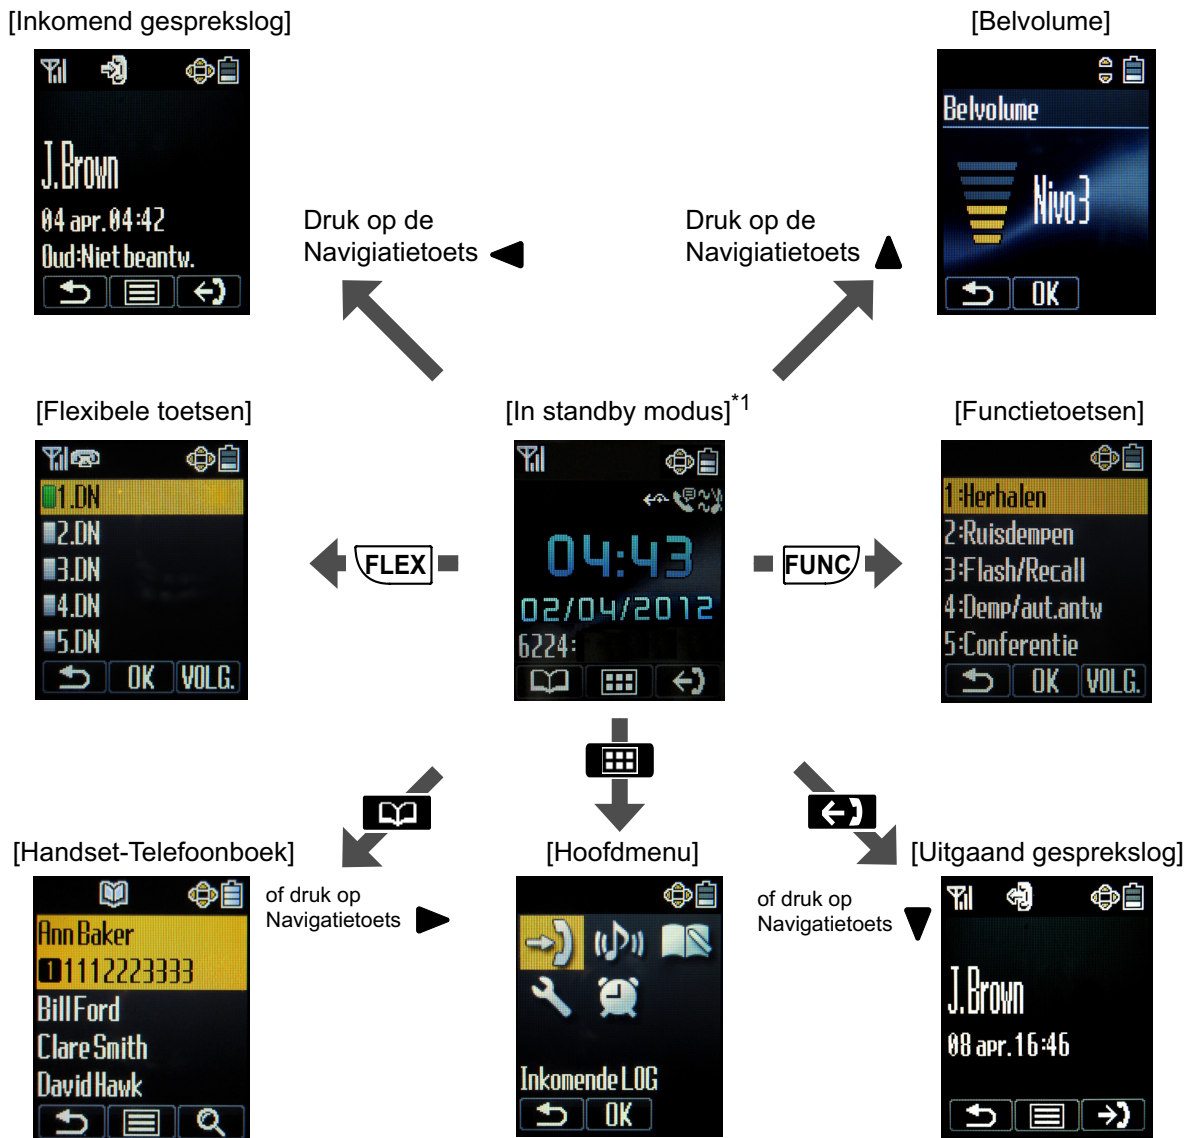 [Inkomend gesprekslog]
J.Brown
04 apr.04:42
Oud:Niet beantw.
Druk op de
Navigiatietoets
[Belvolume]
Belvolume
Nivo3
OK
Druk op de
Navigiatietoets
[Flexibele toetsen]
1.DN
2.DN
3.DN
4.DN
5.DN
OK
VOLG.
FLEX
[In standby modus]*1
04:43
02/04/2012
6224:
FUNC
[Functietoetsen]
1:Herhalen
2:Ruisdempen
3:Flash/Recall
4:Demp/aut.antw
5:Conferentie
OK
VOLG.
[Handset-Telefoonboek]
Ann Baker
1 1112223333
Bill Ford
Clare Smith
David Hawk
of druk op
Navigatietoets
[Hoofdmenu]
Inkomende LOG
OK
of druk op
Navigatietoets
[Uitgaand gesprekslog]
J.Brown
08 apr.16:46